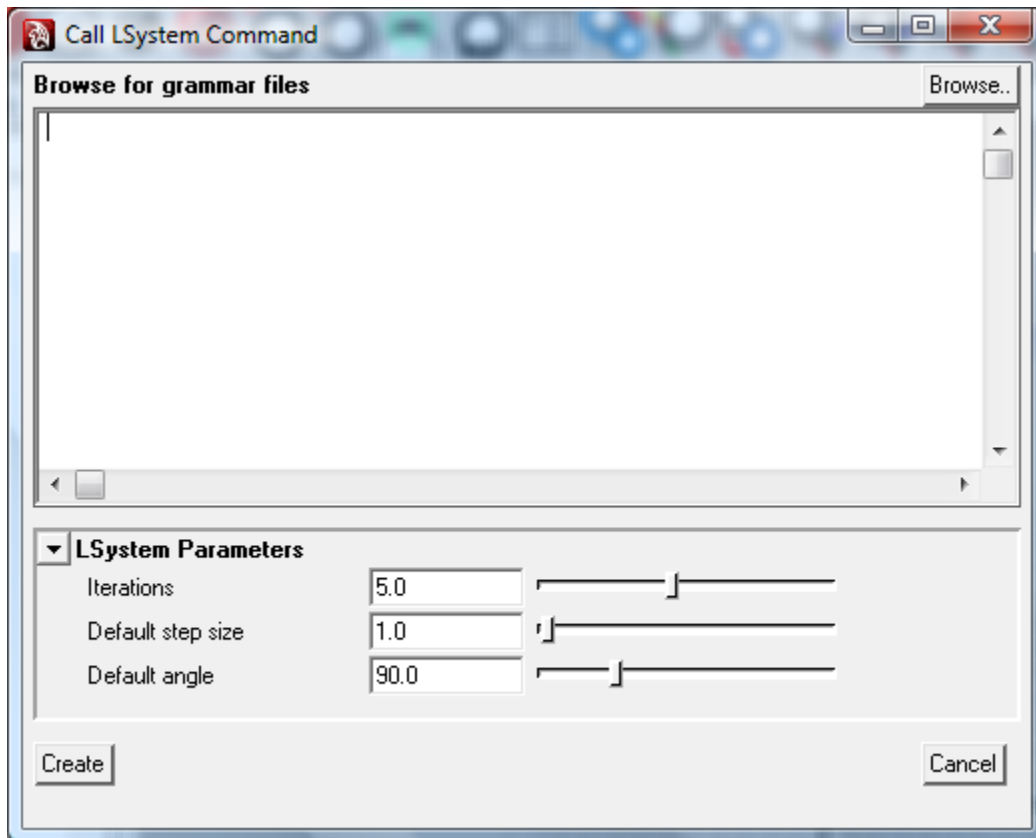 Call LSystem Command
Browse for grammar files Browse..
LSystem Parameters
Iterations 5.0
Default step size 1.0
Default angle 90.0
Create Cancel